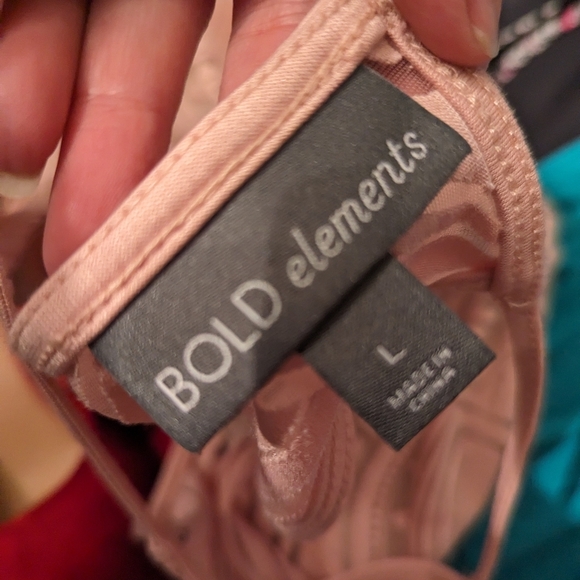 BOLD elements
L
MADE IN
CHINA